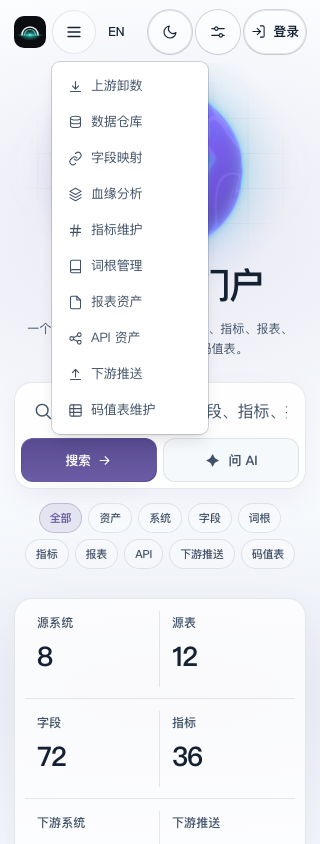 EN
登录
上游卸数
数据仓库
字段映射
血缘分析
指标维护
词根管理
报表资产
API 资产
下游推送
码值表维护
门户
一个
、指标、报表、
码值表。
段、指标、
搜索 →
问 AI
全部
资产
系统
字段
词根
指标
报表
API
下游推送
码值表
源系统
8
源表
12
字段
72
指标
36
下游系统
下游推送